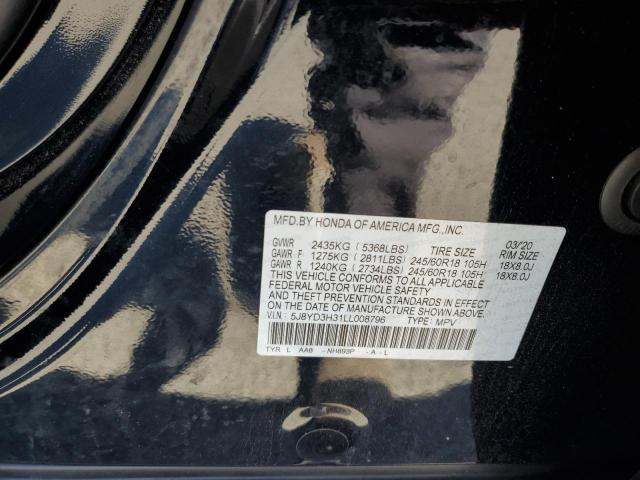 MFD.BY HONDA OF AMERICA MFG.,INC.
03/20
GVWR 2435KG (5368LBS) TIRE SIZE RIM SIZE
GAWR F 1275KG (2811LBS) 245/60R18 105H 18X8.0J
GAWR R 1240KG (2734LBS) 245/60R18 105H 18X8.0J
THIS VEHICLE CONFORMS TO ALL APPLICABLE
FEDERAL MOTOR VEHICLE SAFETY
AND THEFT PREVENTION STANDARDS IN EFFECT
ON THE DATE OF MANUFACTURE SHOWN ABOVE.
V.I.N.: 5J8YD3H31LL008796 TYPE: MPV
TYR L AA8 -NH893P -A-L